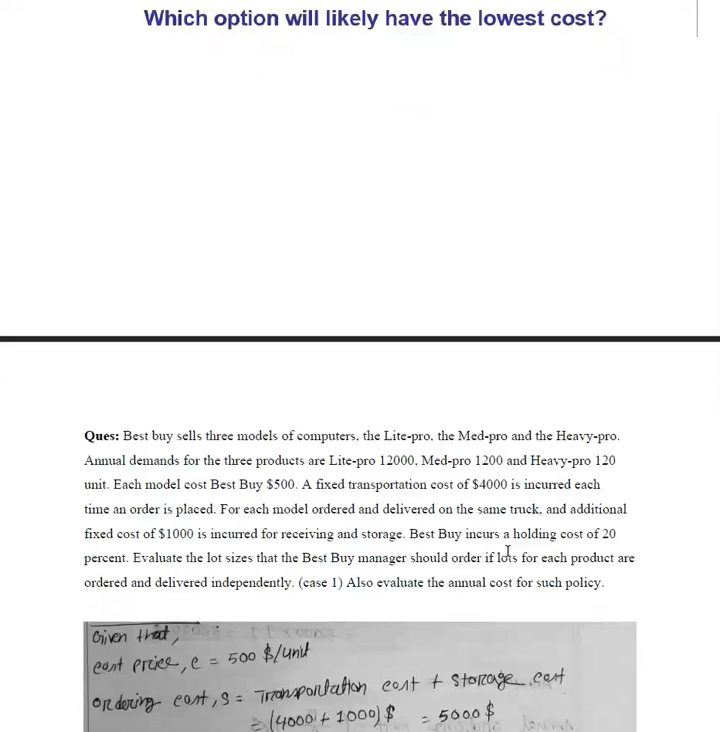 Which option will likely have the lowest cost?
Ques: Best buy sells three models of computers, the Lite-pro, the Med-pro and the Heavy-pro.
Annual demands for the three products are Lite-pro 12000, Med-pro 1200 and Heavy-pro 120
unit. Each model cost Best Buy $500. A fixed transportation cost of $4000 is incurred each
time an order is placed. For each model ordered and delivered on the same truck, and additional
fixed cost of $1000 is incurred for receiving and storage. Best Buy incurs a holding cost of 20
percent. Evaluate the lot sizes that the Best Buy manager should order if lots for each product are
ordered and delivered independently. (case 1) Also evaluate the annual cost for such policy.
Given that,
cost price, c = 500 $/unit
ordering cost, S = Transportation cost + storage cost
= (4000 + 1000) $ = 5000 $